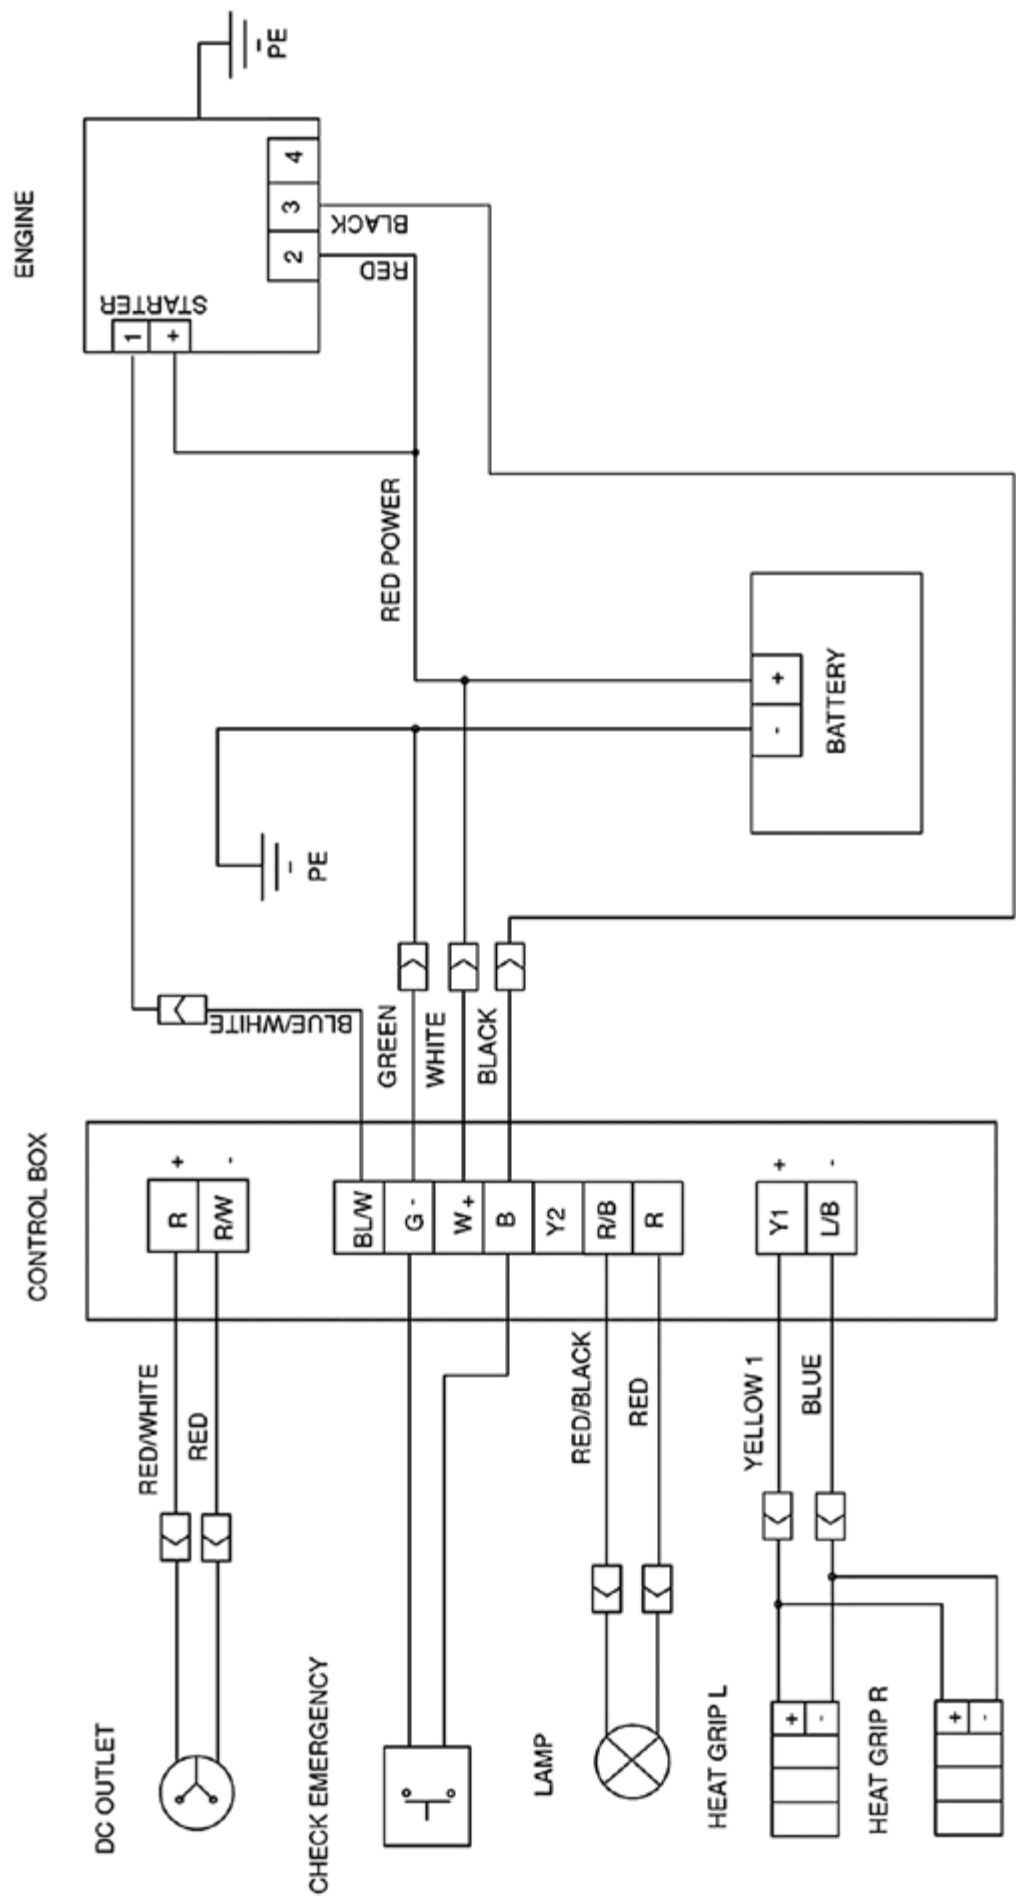 ENGINE
PE
STARTER
1
+
2
3
4
RED
BLACK
RED POWER
BATTERY
-
+
PE
BLUE/WHITE
GREEN
WHITE
BLACK
CONTROL BOX
R +
R/W -
BL/W
G -
W +
B
Y2
R/B
R
Y1 +
L/B -
RED/WHITE
RED
RED/BLACK
RED
YELLOW 1
BLUE
DC OUTLET
CHECK EMERGENCY
LAMP
HEAT GRIP L
+
-
HEAT GRIP R
+
-